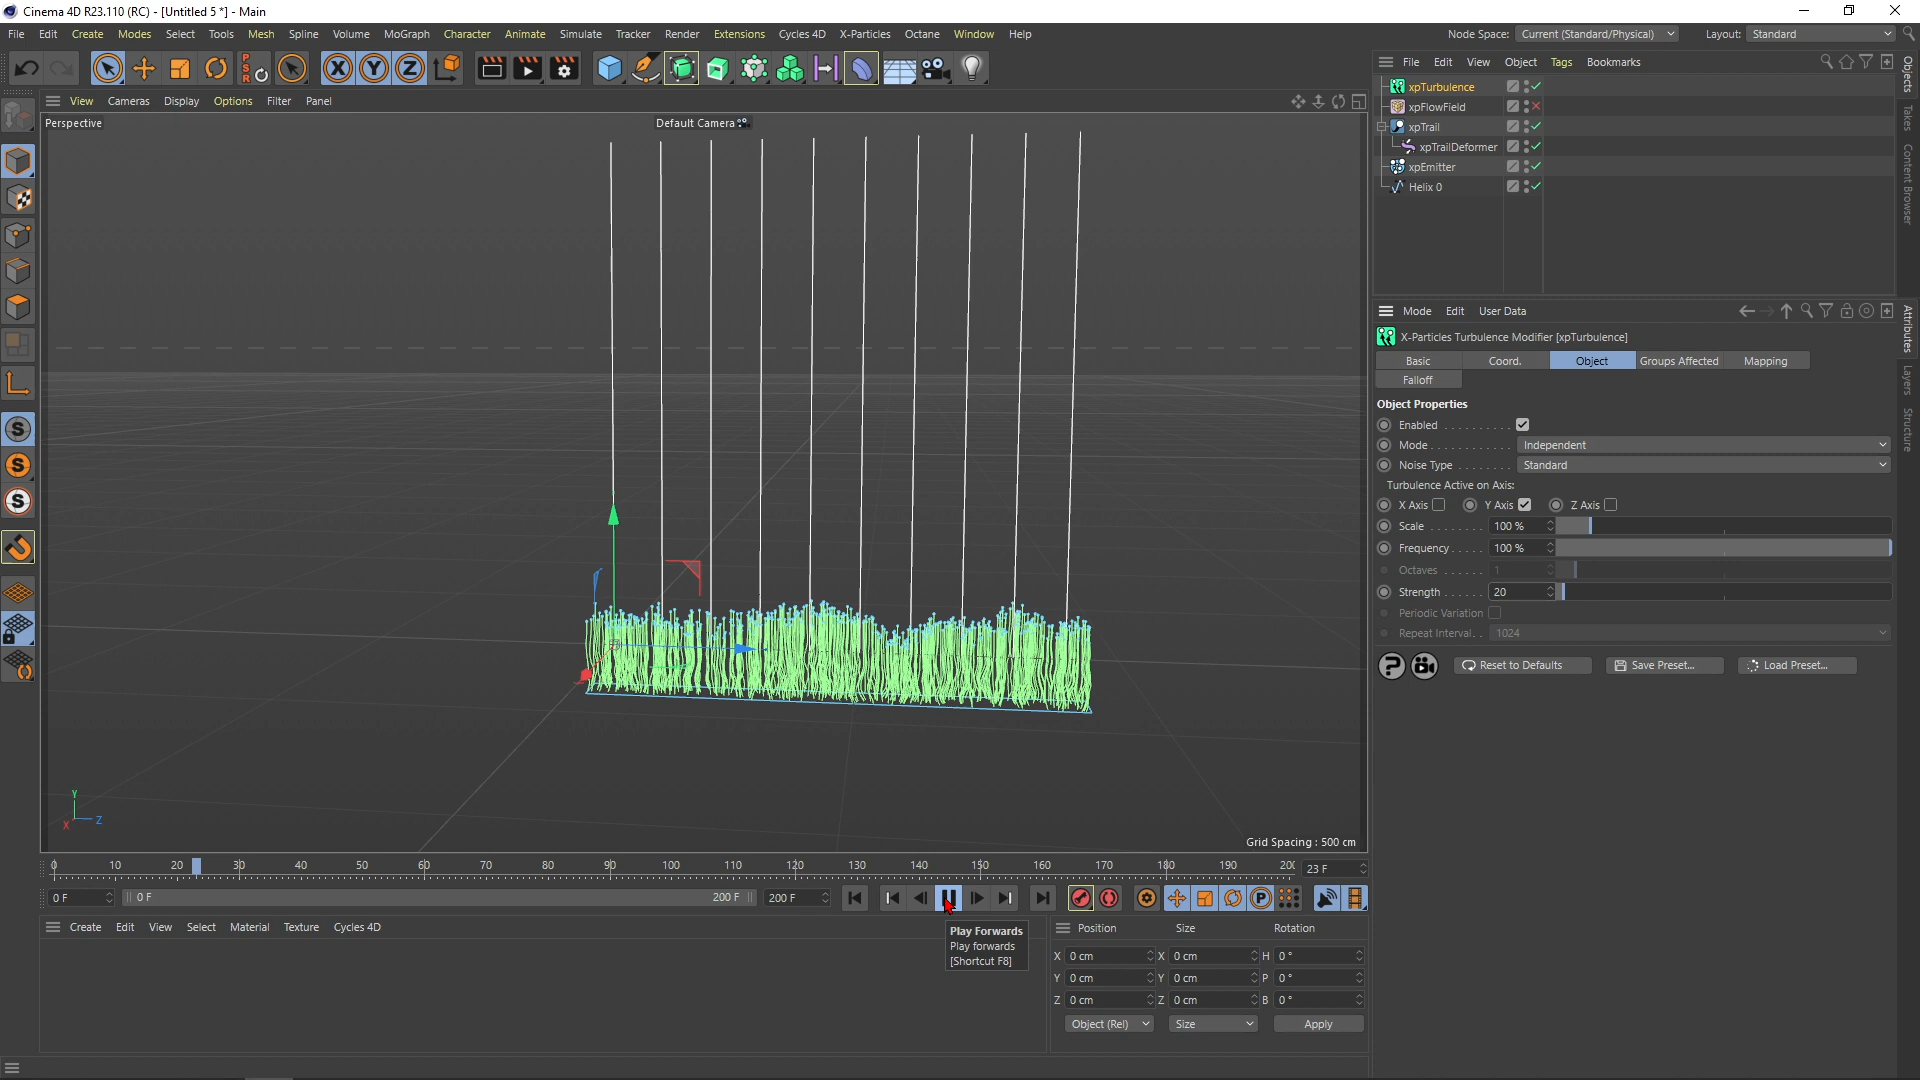 Cinema 4D R23.110 (RC) - [Untitled 5 *] - Main
File Edit Create Modes Select Tools Mesh Spline Volume MoGraph Character Animate Simulate Tracker Render Extensions Cycles 4D X-Particles Octane Window Help
Node Space: Current (Standard/Physical) Layout: Standard
PSR X Y Z
File Edit View Object Tags Bookmarks
View Cameras Display Options Filter Panel
Perspective
Default Camera
xpTurbulence
xpFlowField
xpTrail
xpTrailDeformer
xpEmitter
Helix 0
Objects
Takes
Content Browser
Mode Edit User Data
X-Particles Turbulence Modifier [xpTurbulence]
Basic Coord. Object Groups Affected Mapping
Falloff
Attributes
Layers
Structure
Object Properties
Enabled
Mode Independent
Noise Type Standard
Turbulence Active on Axis:
X Axis Y Axis Z Axis
Scale 100 %
Frequency 100 %
Octaves 1
Strength 20
Periodic Variation
Repeat Interval 1024
Reset to Defaults Save Preset... Load Preset...
S
S
S
Y
X Z
Grid Spacing : 500 cm
0 10 20 30 40 50 60 70 80 90 100 110 120 130 140 150 160 170 180 190 200 23 F
0 F 0 F 200 F 200 F P
Create Edit View Select Material Texture Cycles 4D
Play Forwards
Play forwards
[Shortcut F8]
Position Size Rotation
X 0 cm X 0 cm H 0 °
Y 0 cm Y 0 cm P 0 °
Z 0 cm Z 0 cm B 0 °
Object (Rel) Size Apply